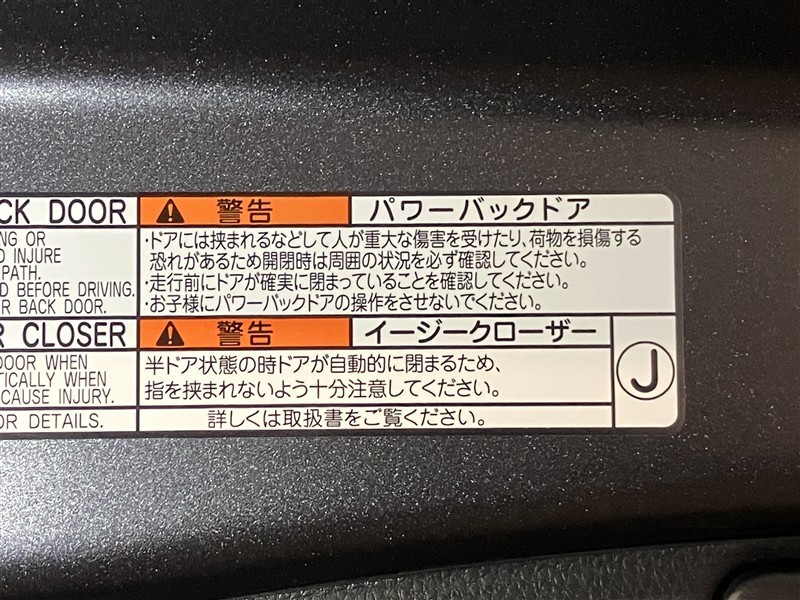 CK DOOR
NG OR
D INJURE
PATH.
D BEFORE DRIVING.
R BACK DOOR.
R CLOSER
DOOR WHEN
TICALLY WHEN
CAUSE INJURY.
OR DETAILS.
警告 パワーバックドア
・ドアには挟まれるなどして人が重大な傷害を受けたり、荷物を損傷する
恐れがあるため開閉時は周囲の状況を必ず確認してください。
・走行前にドアが確実に閉まっていることを確認してください。
・お子様にパワーバックドアの操作をさせないでください。
警告 イージークローザー
半ドア状態の時ドアが自動的に閉まるため、
指を挟まれないよう十分注意してください。
詳しくは取扱書をご覧ください。
J